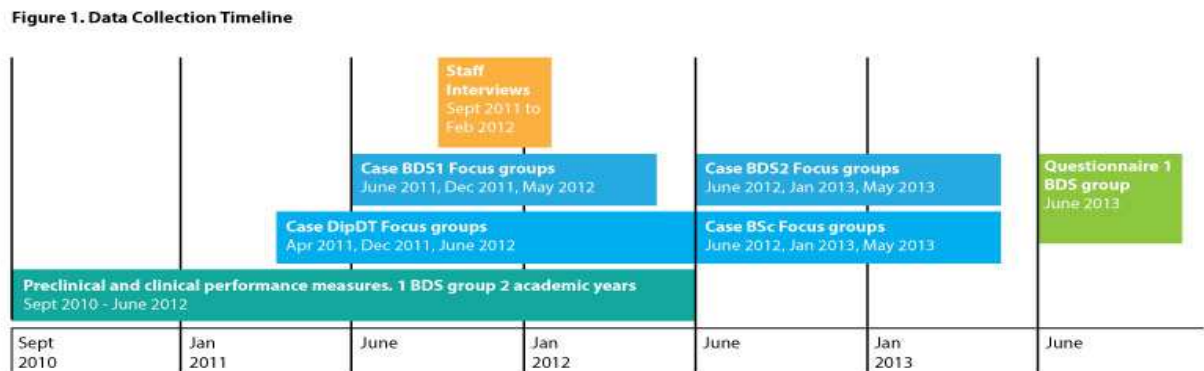 Figure 1. Data Collection Timeline
Staff
Interviews
Sept 2011 to
Feb 2012
Case BDS1 Focus groups
June 2011, Dec 2011, May 2012
Case BDS2 Focus groups
June 2012, Jan 2013, May 2013
Questionnaire 1
BDS group
June 2013
Case DipDT Focus groups
Apr 2011, Dec 2011, June 2012
Case BSc Focus groups
June 2012, Jan 2013, May 2013
Preclinical and clinical performance measures. 1 BDS group 2 academic years
Sept 2010 - June 2012
Sept
2010
Jan
2011
June
Jan
2012
June
Jan
2013
June